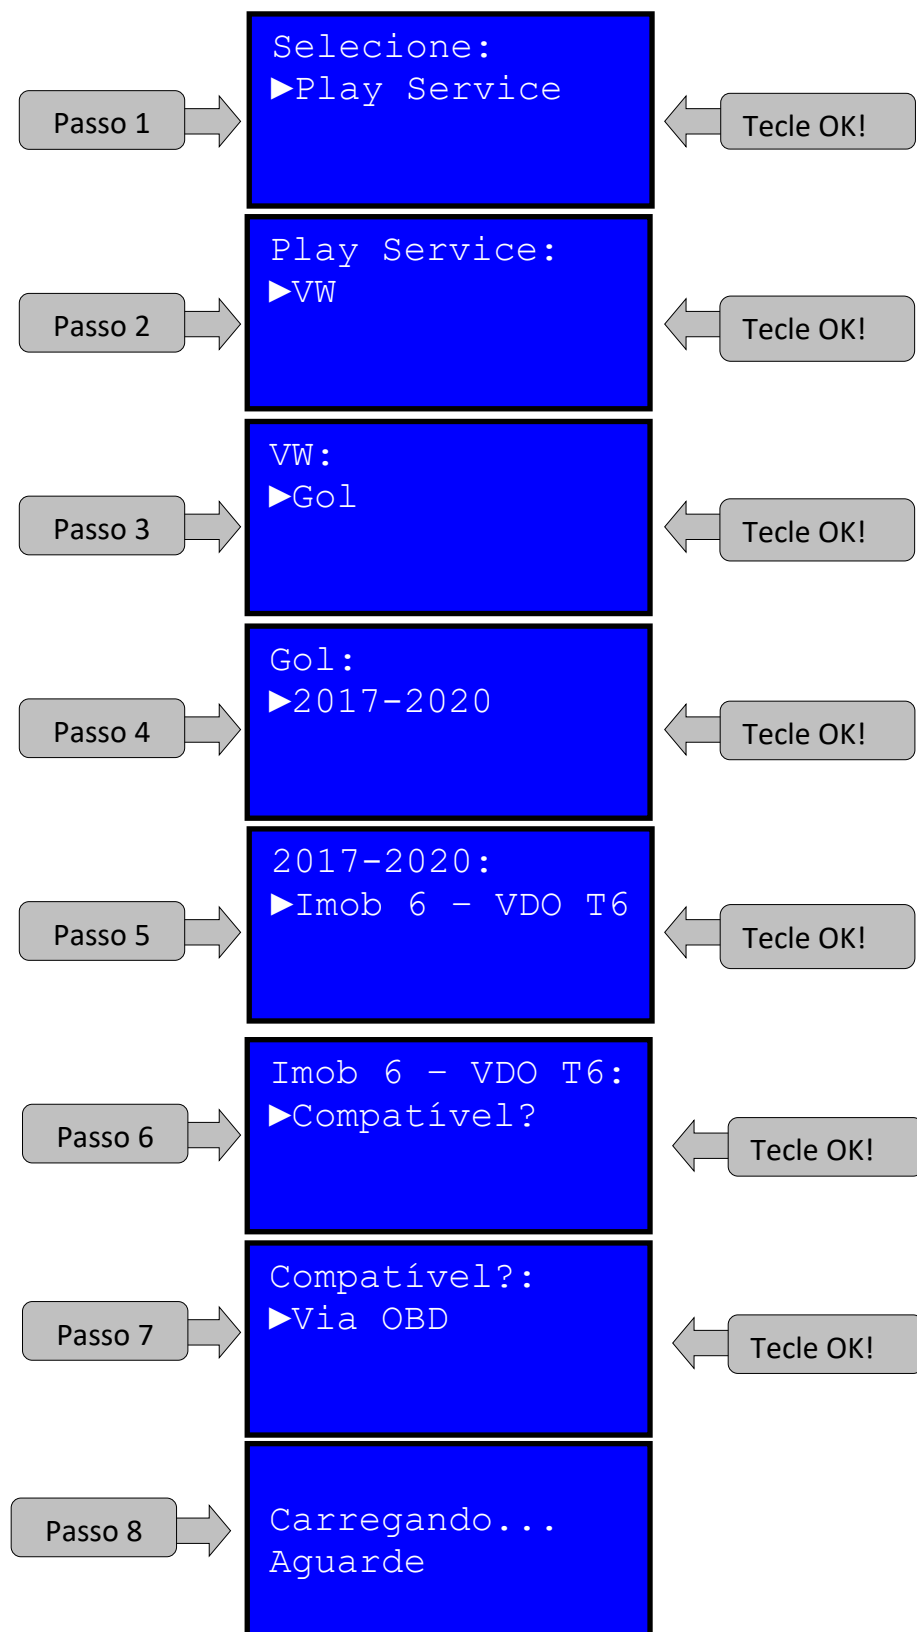 Selecione:
►Play Service
Passo 1
Tecle OK!
Play Service:
►VW
Passo 2
Tecle OK!
VW:
►Gol
Passo 3
Tecle OK!
Gol:
►2017-2020
Passo 4
Tecle OK!
2017-2020:
►Imob 6 – VDO T6
Passo 5
Tecle OK!
Imob 6 – VDO T6:
►Compatível?
Passo 6
Tecle OK!
Compatível?:
►Via OBD
Passo 7
Tecle OK!
Passo 8
Carregando...
Aguarde